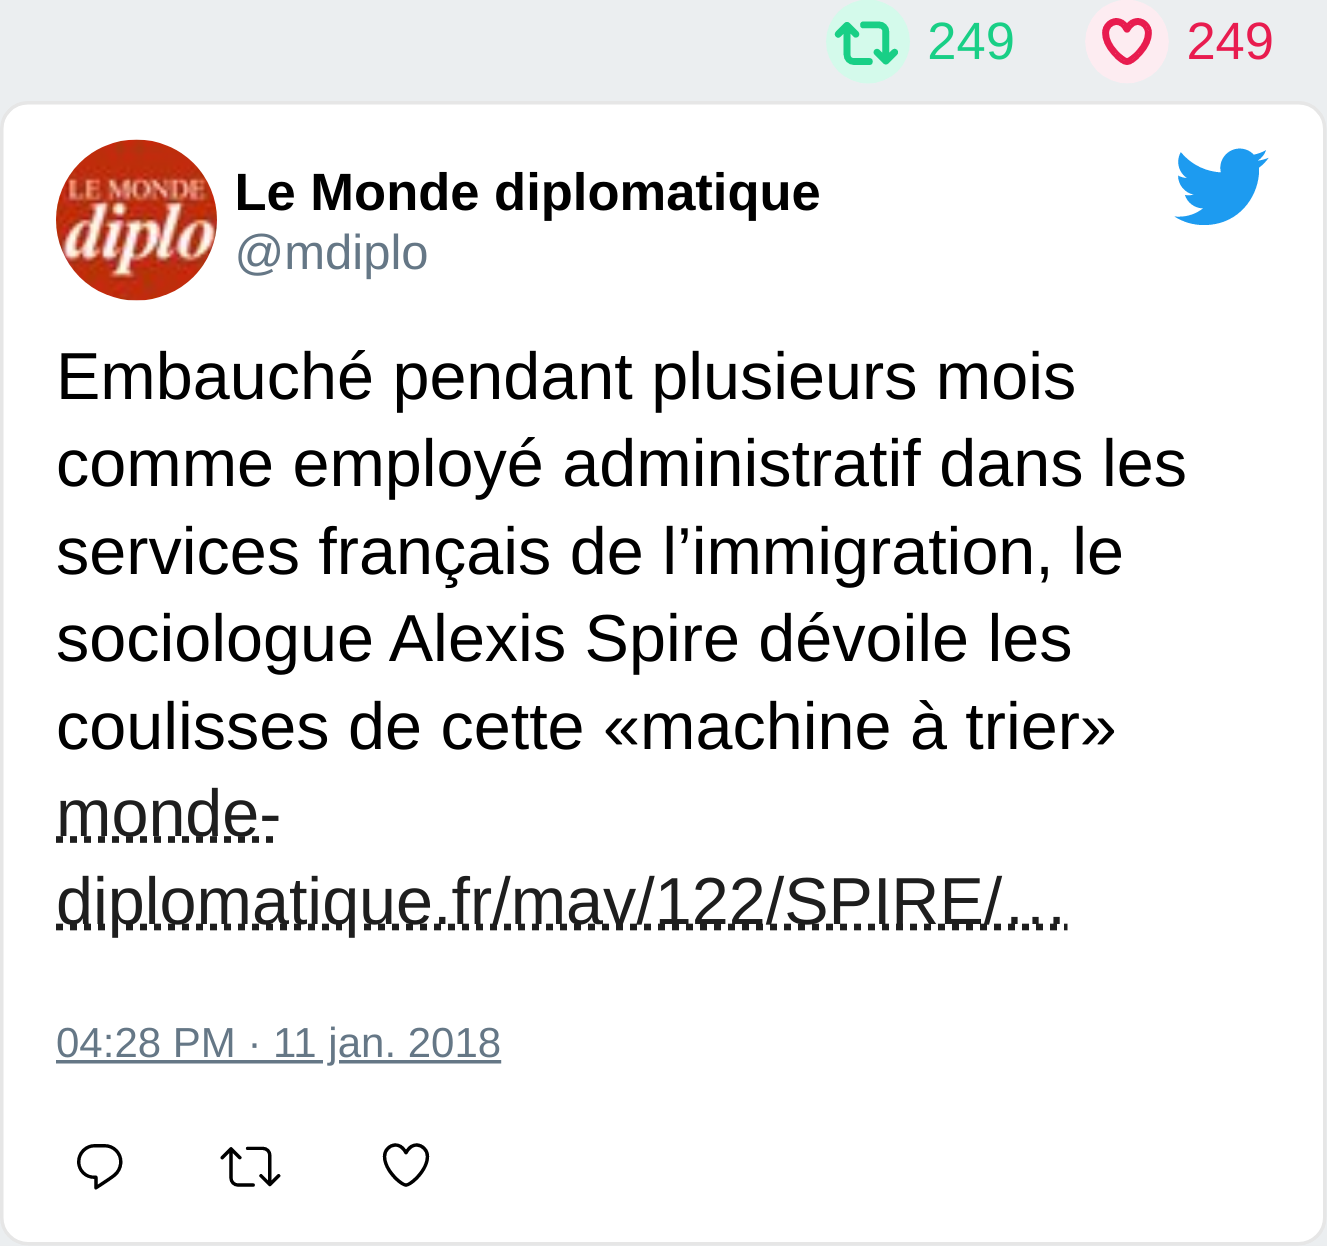 249 249
LE MONDE
diplo
Le Monde diplomatique
@mdiplo
Embauché pendant plusieurs mois
comme employé administratif dans les
services français de l’immigration, le
sociologue Alexis Spire dévoile les
coulisses de cette «machine à trier»
monde-
diplomatique.fr/mav/122/SPIRE/…
04:28 PM · 11 jan. 2018